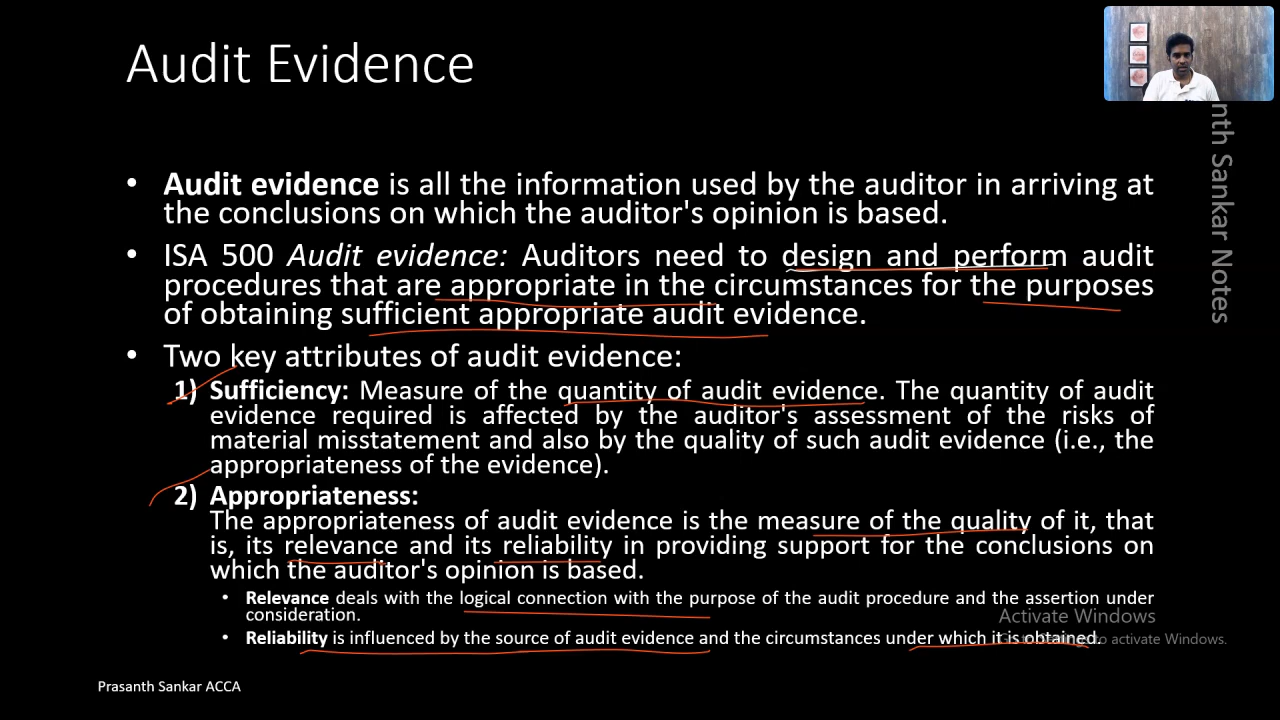 Audit Evidence
• Audit evidence is all the information used by the auditor in arriving at
the conclusions on which the auditor's opinion is based.
• ISA 500 Audit evidence: Auditors need to design and perform audit
procedures that are appropriate in the circumstances for the purposes
of obtaining sufficient appropriate audit evidence.
• Two key attributes of audit evidence:
1) Sufficiency: Measure of the quantity of audit evidence. The quantity of audit
evidence required is affected by the auditor's assessment of the risks of
material misstatement and also by the quality of such audit evidence (i.e., the
appropriateness of the evidence).
2) Appropriateness:
The appropriateness of audit evidence is the measure of the quality of it, that
is, its relevance and its reliability in providing support for the conclusions on
which the auditor's opinion is based.
• Relevance deals with the logical connection with the purpose of the audit procedure and the assertion under
consideration.
• Reliability is influenced by the source of audit evidence and the circumstances under which it is obtained.
Activate Windows
Go to Settings to activate Windows.
Prasanth Sankar ACCA
nth Sankar Notes